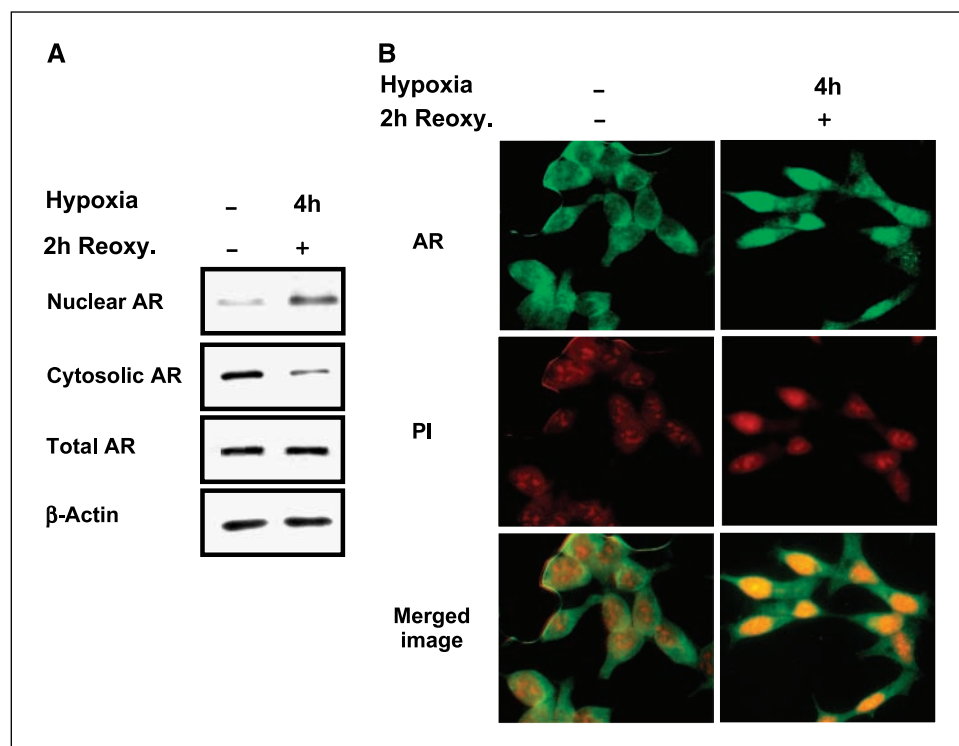 A
Hypoxia – 4h
2h Reoxy. – +
Nuclear AR
Cytosolic AR
Total AR
β-Actin
B
Hypoxia – 4h
2h Reoxy. – +
AR
PI
Merged
image